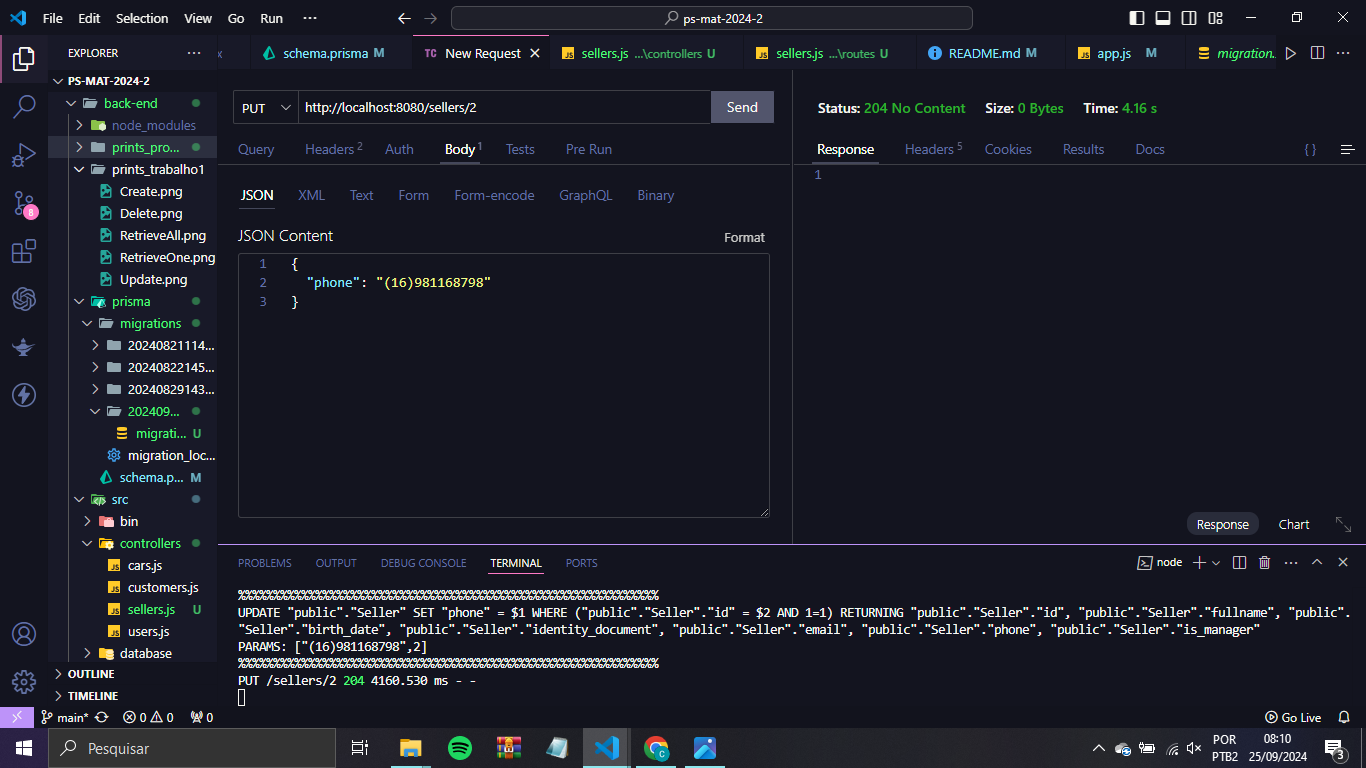 File Edit Selection View Go Run ··· ps-mat-2024-2
EXPLORER ···
schema.prisma M
TC New Request
sellers.js ...\controllers U
sellers.js ...\routes U
README.md M
app.js M
migration.
PS-MAT-2024-2
back-end
node_modules
prints_pro...
prints_trabalho1
Create.png
Delete.png
RetrieveAll.png
RetrieveOne.png
Update.png
prisma
migrations
20240821114...
20240822145...
20240829143...
202409...
migrati... U
migration_loc...
schema.p... M
src
bin
controllers
cars.js
customers.js
sellers.js U
users.js
database
OUTLINE
TIMELINE
PUT http://localhost:8080/sellers/2 Send
Query Headers 2 Auth Body 1 Tests Pre Run
JSON XML Text Form Form-encode GraphQL Binary
JSON Content
Format
1 {
2 "phone": "(16)981168798"
3 }
Status: 204 No Content Size: 0 Bytes Time: 4.16 s
Response Headers 5 Cookies Results Docs { }
1
Response Chart
PROBLEMS OUTPUT DEBUG CONSOLE TERMINAL PORTS
node
%%%%%%%%%%%%%%%%%%%%%%%%%%%%%%%%%%%%%%%%%%%%%%%%%%%%%%%%%%%%
UPDATE "public"."Seller" SET "phone" = $1 WHERE ("public"."Seller"."id" = $2 AND 1=1) RETURNING "public"."Seller"."id", "public"."Seller"."fullname", "public".
"Seller"."birth_date", "public"."Seller"."identity_document", "public"."Seller"."email", "public"."Seller"."phone", "public"."Seller"."is_manager"
PARAMS: ["(16)981168798",2]
%%%%%%%%%%%%%%%%%%%%%%%%%%%%%%%%%%%%%%%%%%%%%%%%%%%%%%%%%%%%
PUT /sellers/2 204 4160.530 ms - -
main* 0 0 0
Go Live
Pesquisar
POR
PTB2
08:10
25/09/2024
3